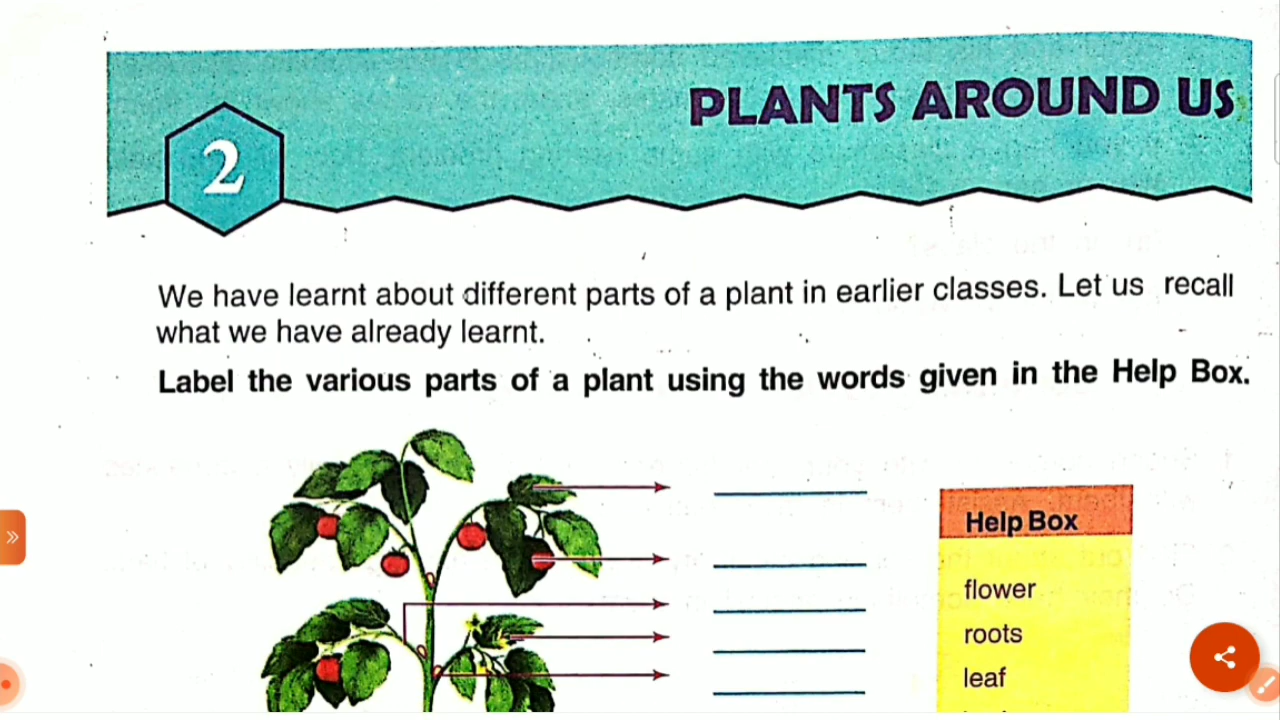 PLANTS AROUND US
2
We have learnt about different parts of a plant in earlier classes. Let us recall
what we have already learnt.
Label the various parts of a plant using the words given in the Help Box.
Help Box
flower
roots
leaf